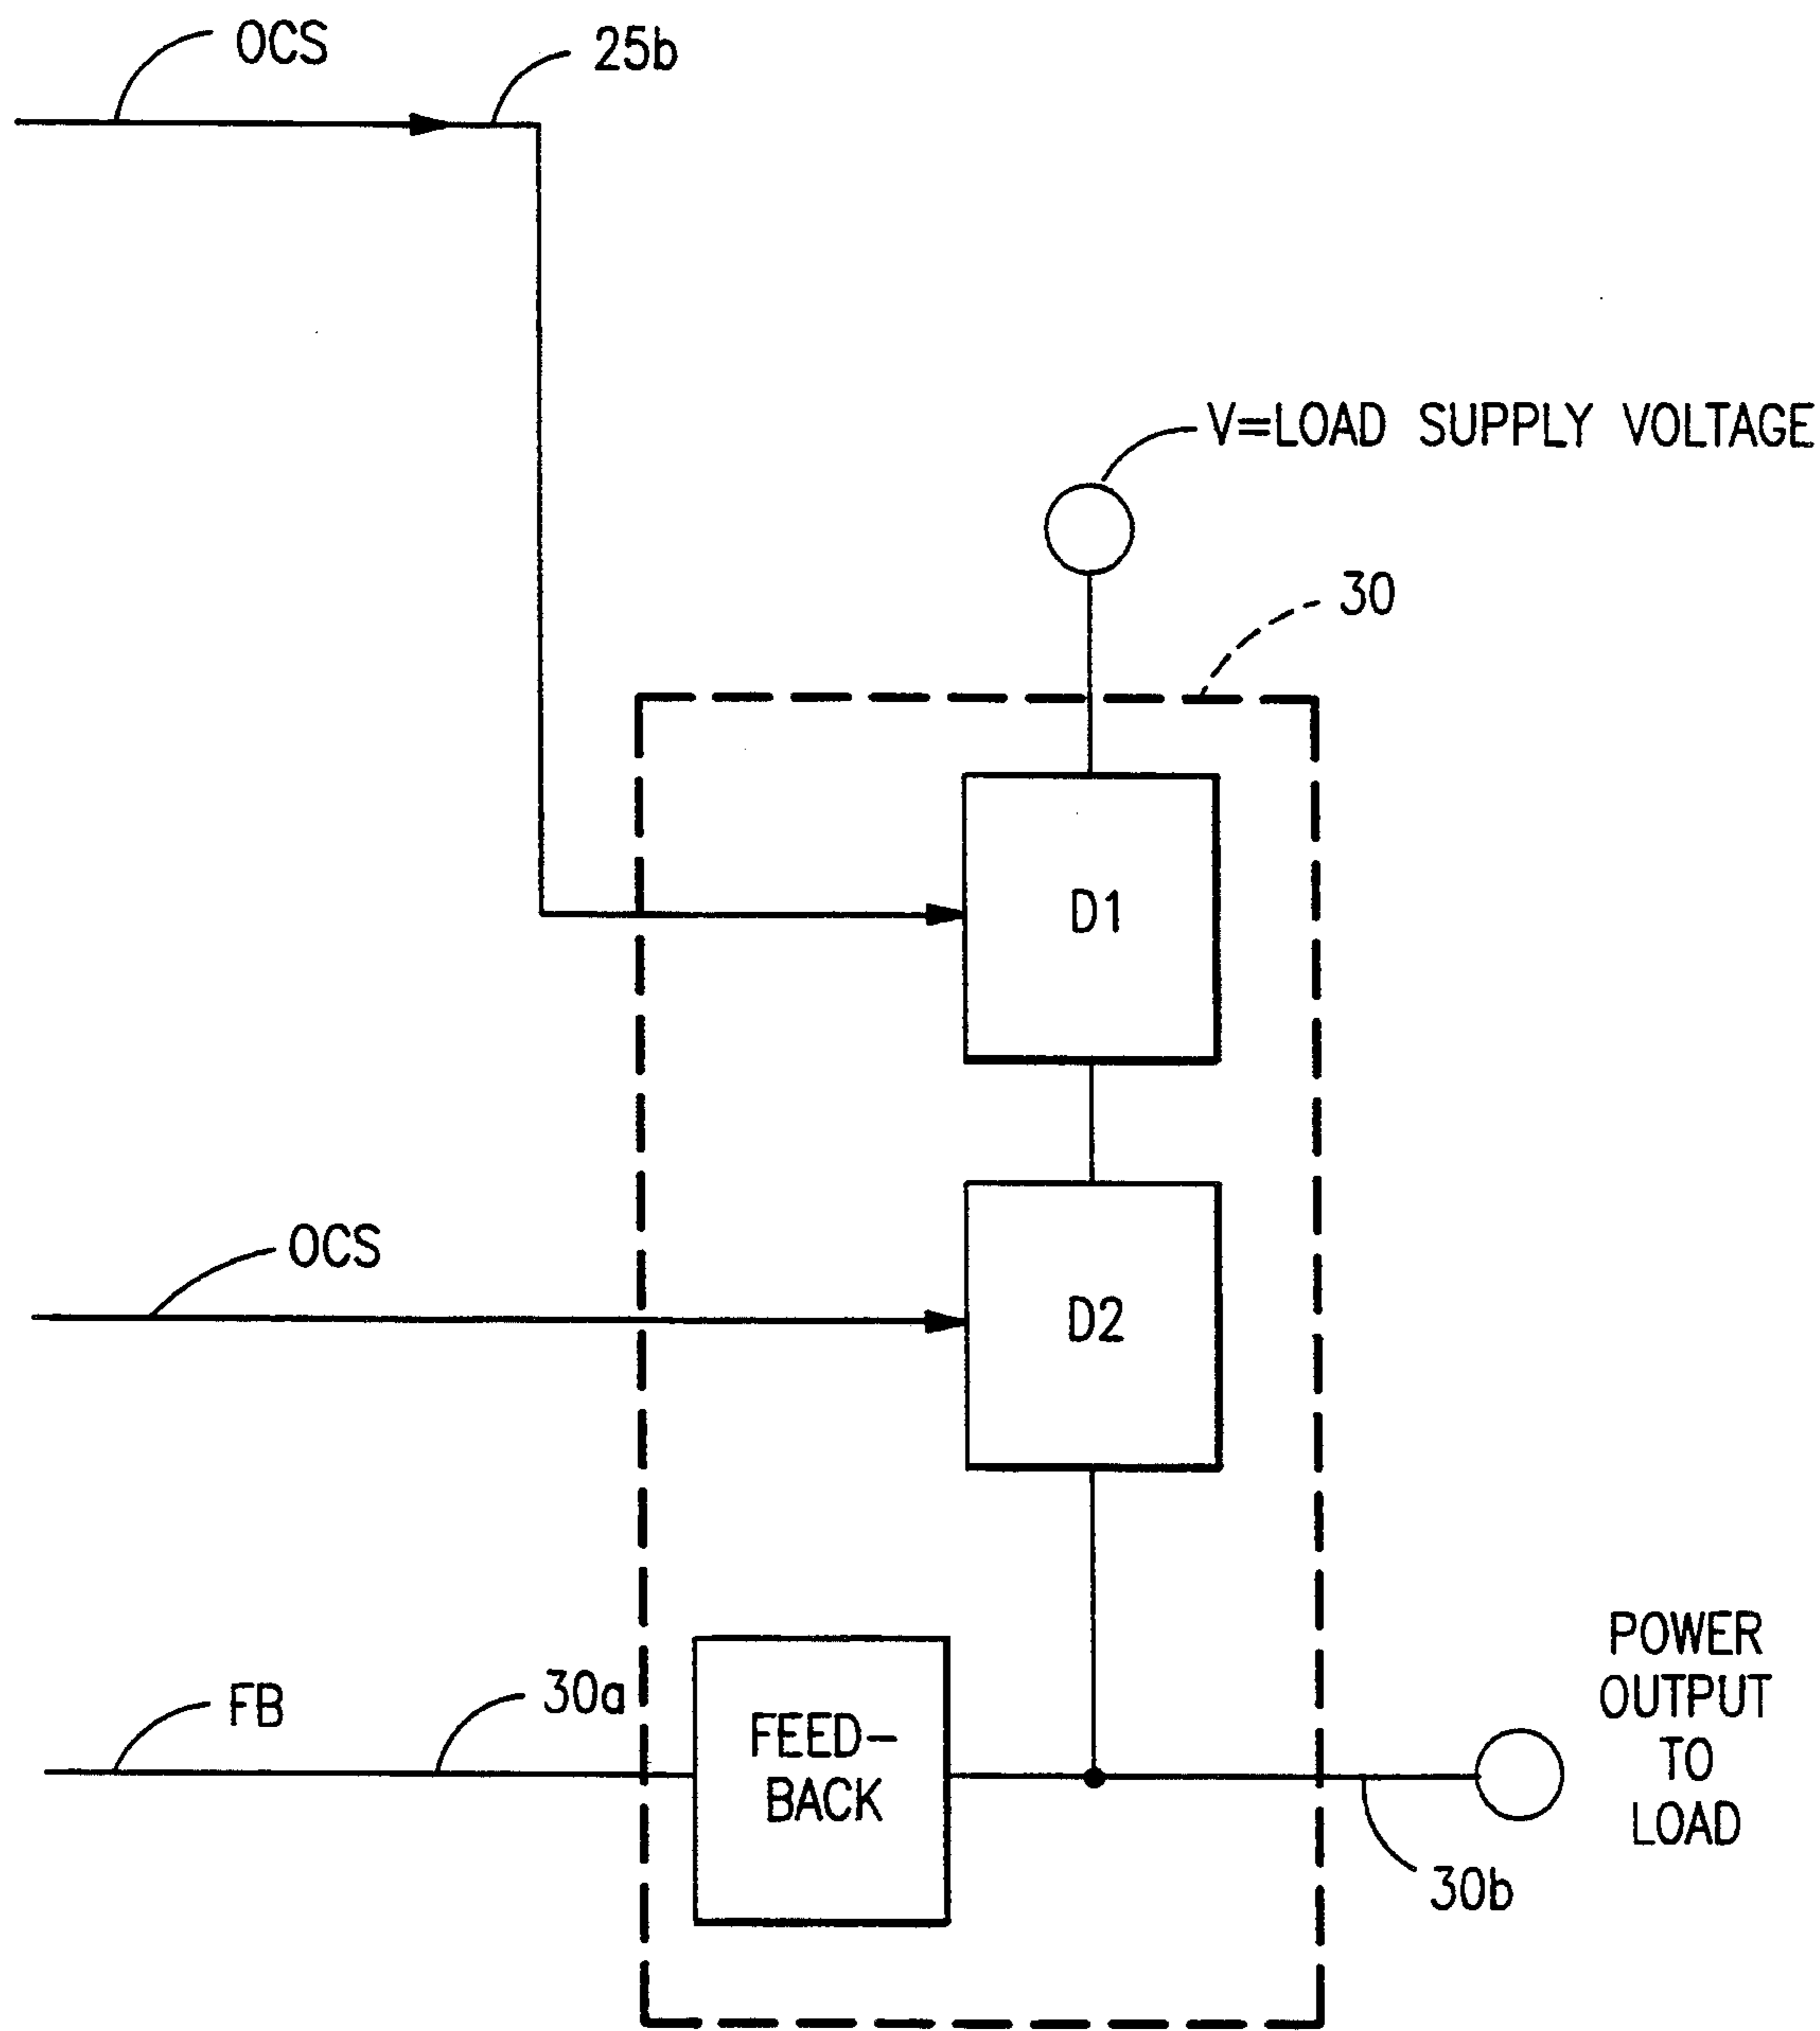 OCS
25b
V=LOAD SUPPLY VOLTAGE
30
D1
OCS
D2
FB
30a
FEED-
BACK
POWER
OUTPUT
TO
LOAD
30b